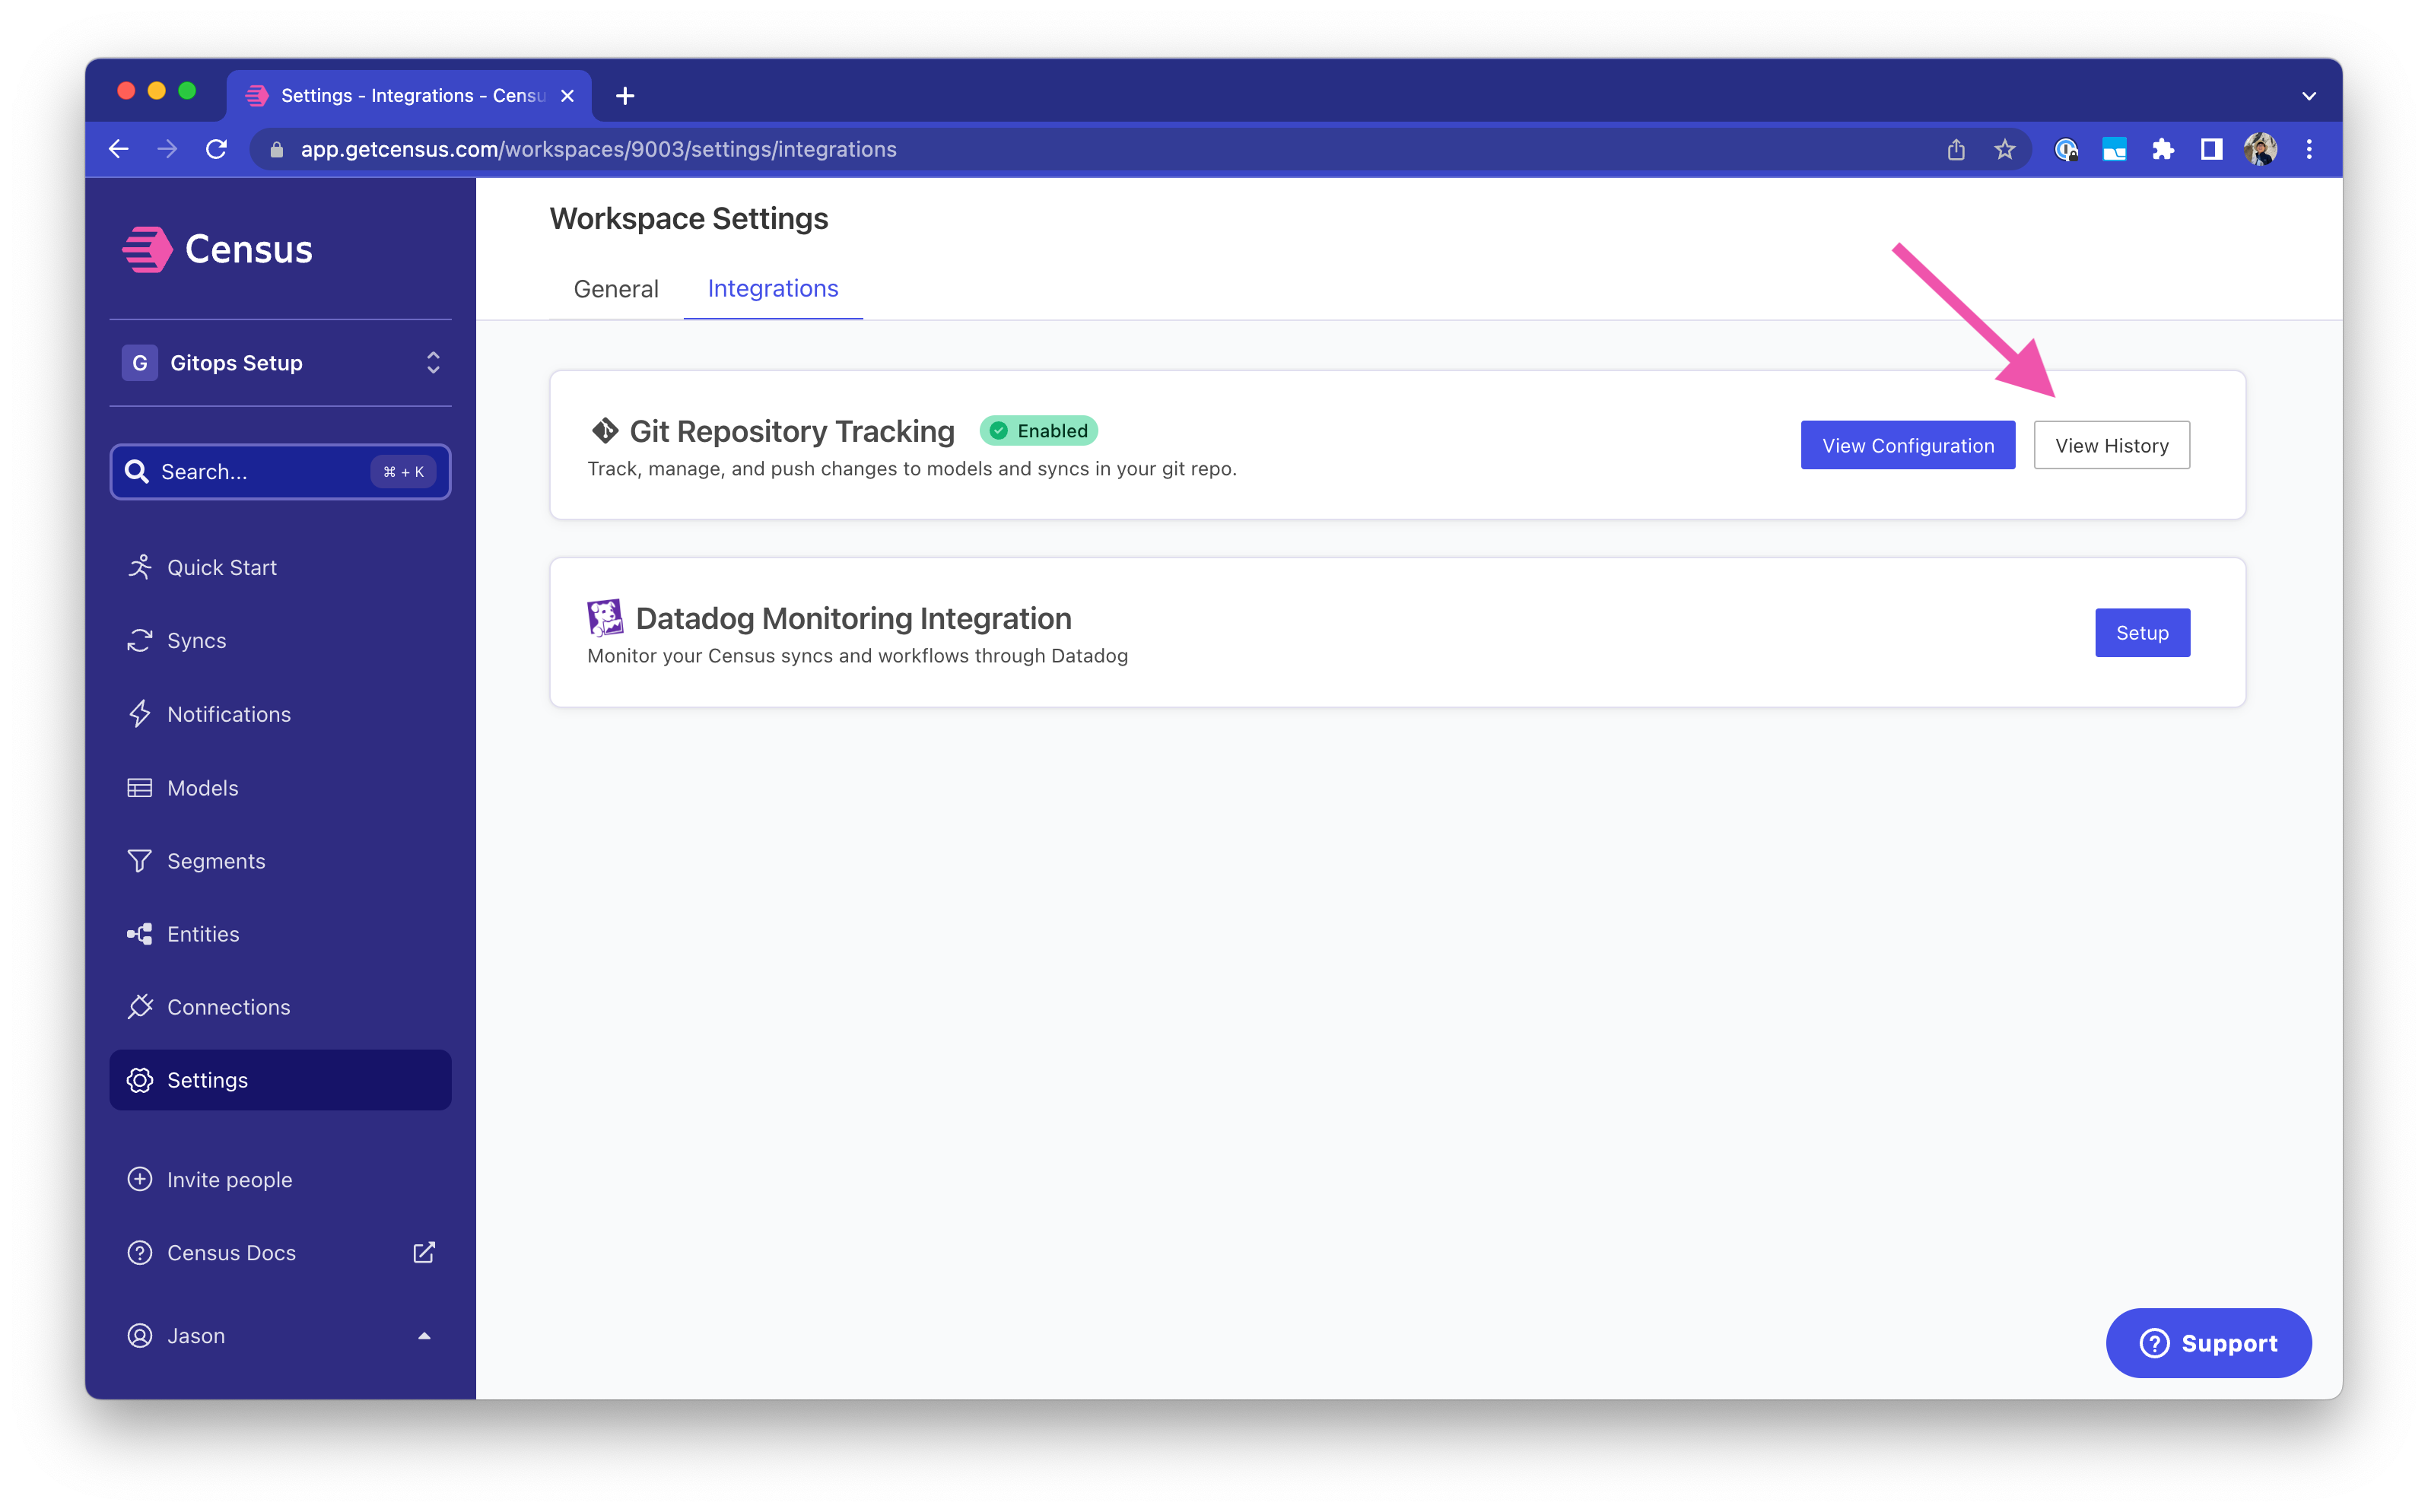 Settings - Integrations - Censu
app.getcensus.com/workspaces/9003/settings/integrations
Census
G Gitops Setup
Search... ⌘ + K
Quick Start
Syncs
Notifications
Models
Segments
Entities
Connections
Settings
Invite people
Census Docs
Jason
Workspace Settings
General Integrations
Git Repository Tracking Enabled
Track, manage, and push changes to models and syncs in your git repo.
View Configuration View History
Datadog Monitoring Integration
Monitor your Census syncs and workflows through Datadog
Setup
Support